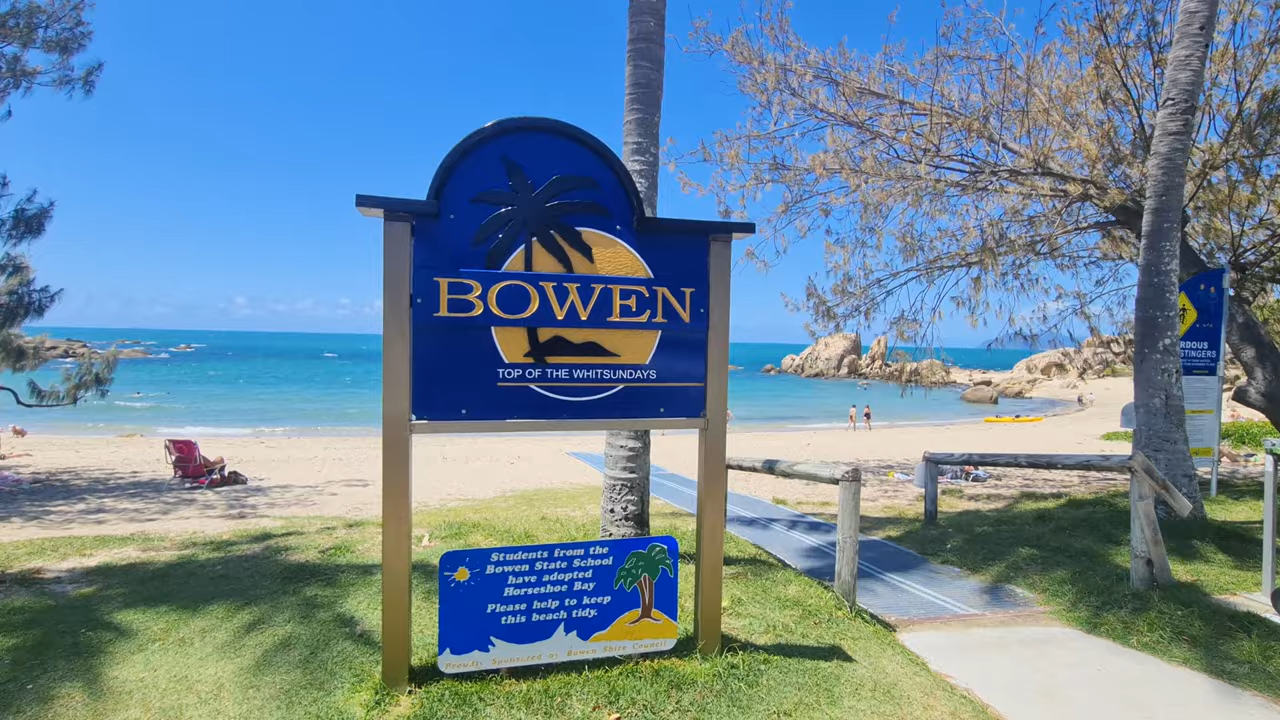 BOWEN
TOP OF THE WHITSUNDAYS
Students from the
Bowen State School
have adopted
Horseshoe Bay
Please help to keep
this beach tidy.
Proudly Sponsored by Bowen Shire Council
RDOUS
STINGERS